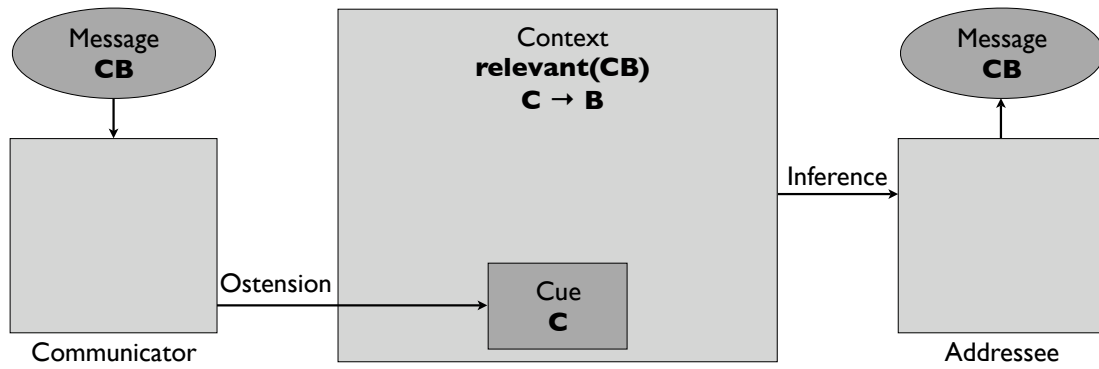 Message
CB
Context
relevant(CB)
C → B
Message
CB
Inference
Ostension
Cue
C
Communicator
Addressee